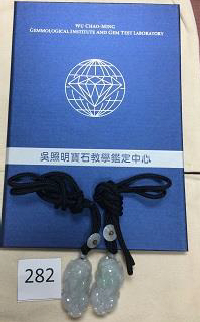 WU CHAO-MING
GEMMOLOGICAL INSTITUTE AND GEM TEST LABORATORY
吳照明寶石教學鑑定中心
282